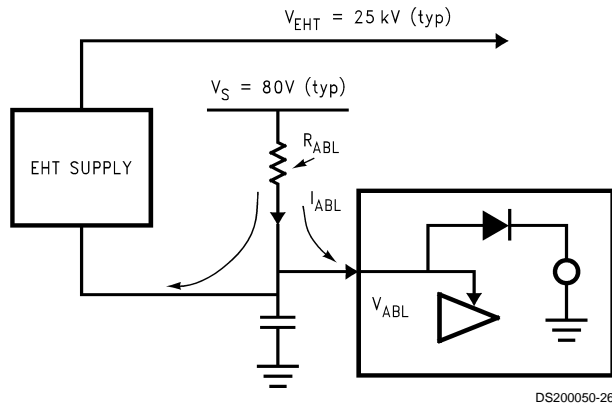 V_EHT = 25 kV (typ)
V_S = 80V (typ)
R_ABL
EHT SUPPLY
I_ABL
V_ABL
DS200050-26